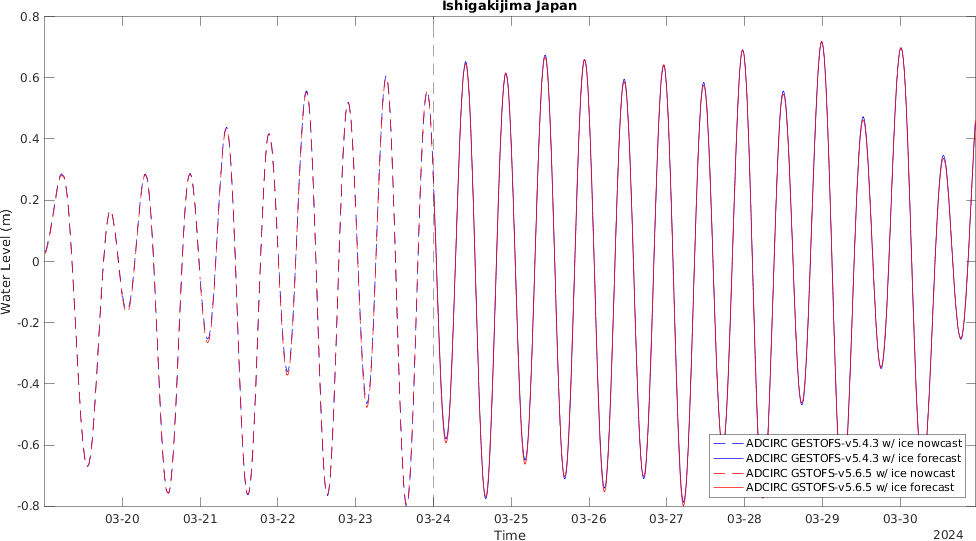 Ishigakijima Japan
0.8
0.6
0.4
0.2
0
-0.2
-0.4
-0.6
-0.8
Water Level (m)
ADCIRC GESTOFS-v5.4.3 w/ ice nowcast
ADCIRC GESTOFS-v5.4.3 w/ ice forecast
ADCIRC GSTOFS-v5.6.5 w/ ice nowcast
ADCIRC GSTOFS-v5.6.5 w/ ice forecast
03-20 03-21 03-22 03-23 03-24 03-25 03-26 03-27 03-28 03-29 03-30
Time
2024